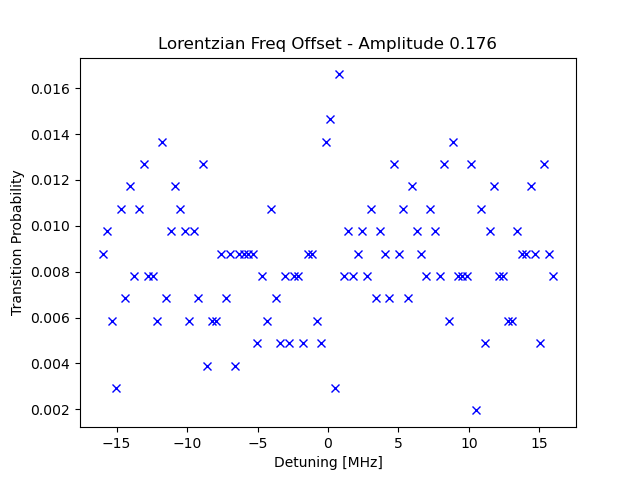 Lorentzian Freq Offset - Amplitude 0.176
0.016
0.014
0.012
0.010
0.008
0.006
0.004
0.002
Transition Probability
−15 −10 −5 0 5 10 15
Detuning [MHz]